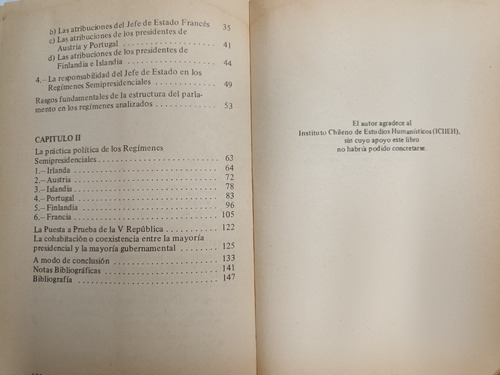 b) Las atribuciones del Jefe de Estado Francés 35
c) Las atribuciones de los presidentes de
Austria y Portugal . . . . . . . . . . . . . . . . . . 41
d) Las atribuciones de los presidentes de
Finlandia e Islandia . . . . . . . . . . . . . . . . . 44
4.– La responsabilidad del Jefe de Estado en los
Regímenes Semipresidenciales . . . . . . . . . . . . 49
Rasgos fundamentales de la estructura del parla-
mento en los regímenes analizados . . . . . . . . . . . 53
CAPITULO II
La práctica política de los Regímenes
Semipresidenciales . . . . . . . . . . . . . . . . . . . . 63
1.– Irlanda . . . . . . . . . . . . . . . . . . . . . . . . 64
2.– Austria . . . . . . . . . . . . . . . . . . . . . . . . 72
3.– Islandia . . . . . . . . . . . . . . . . . . . . . . . . 78
4.– Portugal . . . . . . . . . . . . . . . . . . . . . . . 83
5.– Finlandia . . . . . . . . . . . . . . . . . . . . . . . 96
6.– Francia . . . . . . . . . . . . . . . . . . . . . . . . 105
La Puesta a Prueba de la V República . . . . . . . . . 122
La cohabitación o coexistencia entre la mayoría
presidencial y la mayoría gubernamental . . . . . . . 125
A modo de conclusión . . . . . . . . . . . . . . . . . . 133
Notas Bibliográficas . . . . . . . . . . . . . . . . . . . 141
Bibliografía . . . . . . . . . . . . . . . . . . . . . . . . 147
El autor agradece al
Instituto Chileno de Estudios Humanísticos (ICHEH),
sin cuyo apoyo este libro
no habría podido concretarse.